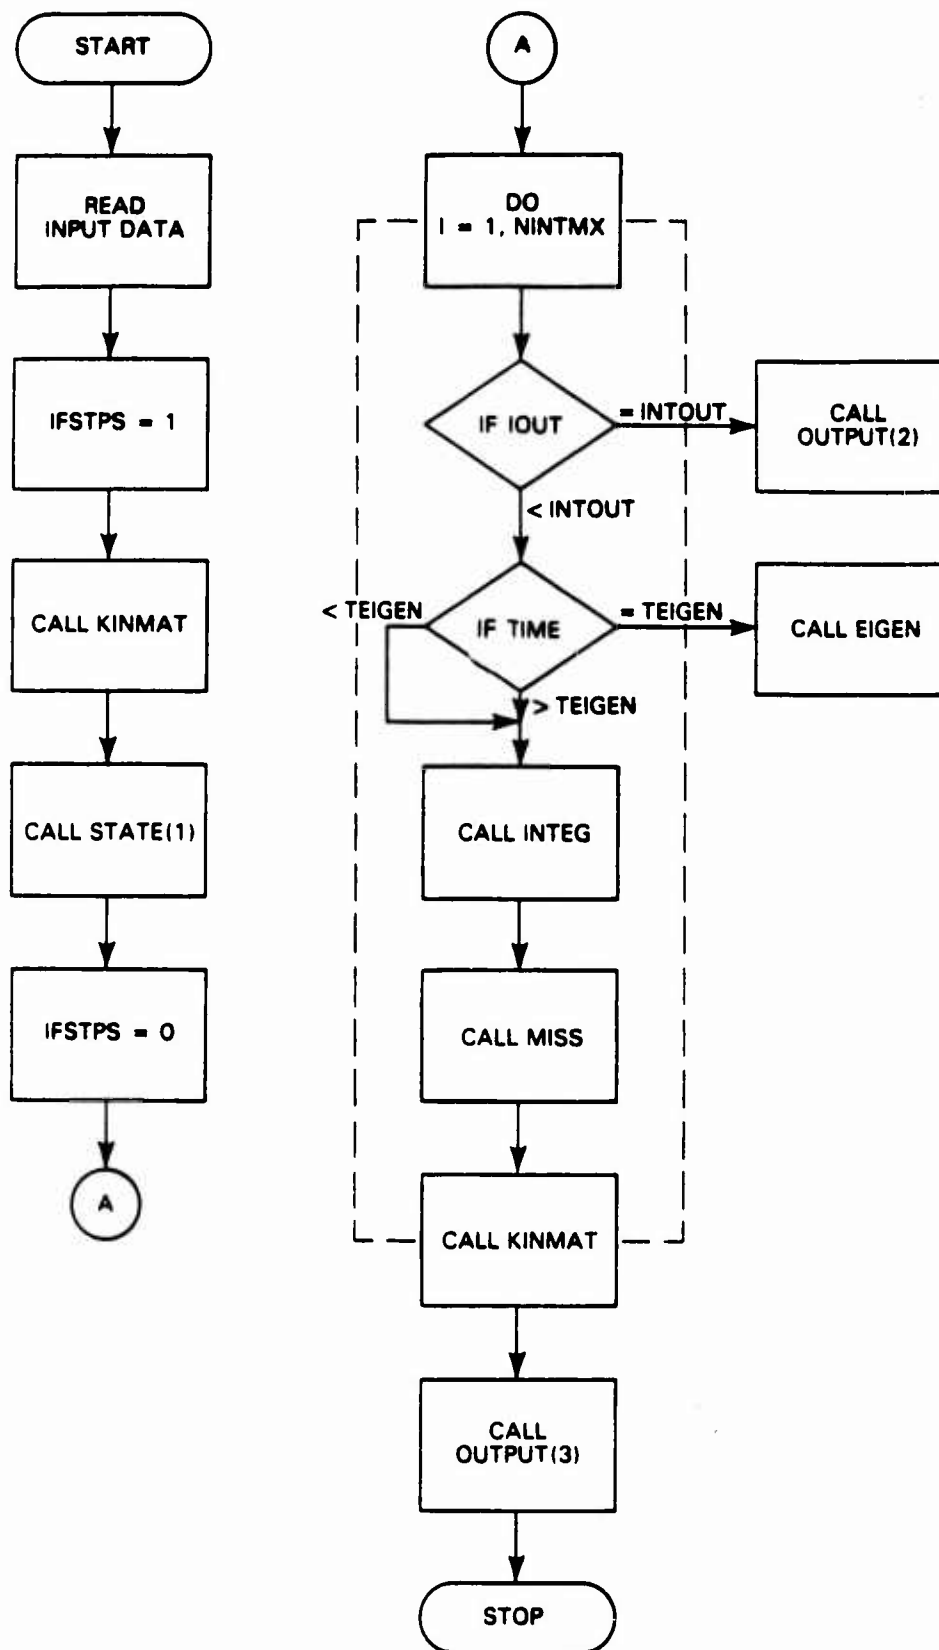 START
READ
INPUT DATA
IFSTPS = 1
CALL KINMAT
CALL STATE(1)
IFSTPS = 0
A
A
DO
I = 1, NINTMX
IF IOUT
= INTOUT
CALL
OUTPUT(2)
< INTOUT
< TEIGEN
IF TIME
= TEIGEN
CALL EIGEN
> TEIGEN
CALL INTEG
CALL MISS
CALL KINMAT
CALL
OUTPUT(3)
STOP